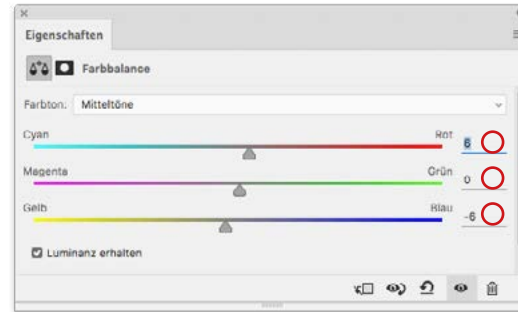 Eigenschaften
Farbbalance
Farbton: Mitteltöne
Cyan Rot 6
Magenta Grün 0
Gelb Blau -6
Luminanz erhalten